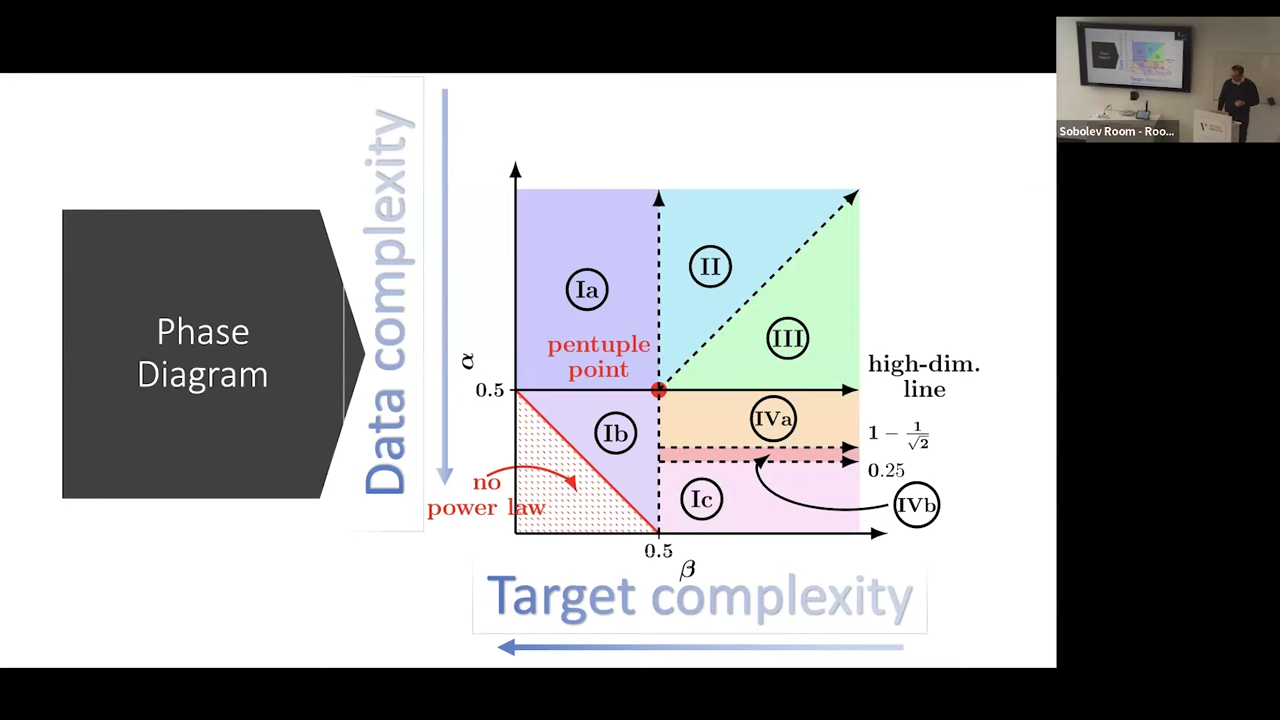 Phase
Diagram
Data complexity
α
0.5
Ia
II
III
pentuple
point
high-dim.
line
Ib
IVa
1 − 1/√2
0.25
no
power law
Ic
IVb
0.5
β
Target complexity
Sobolev Room - Roo...